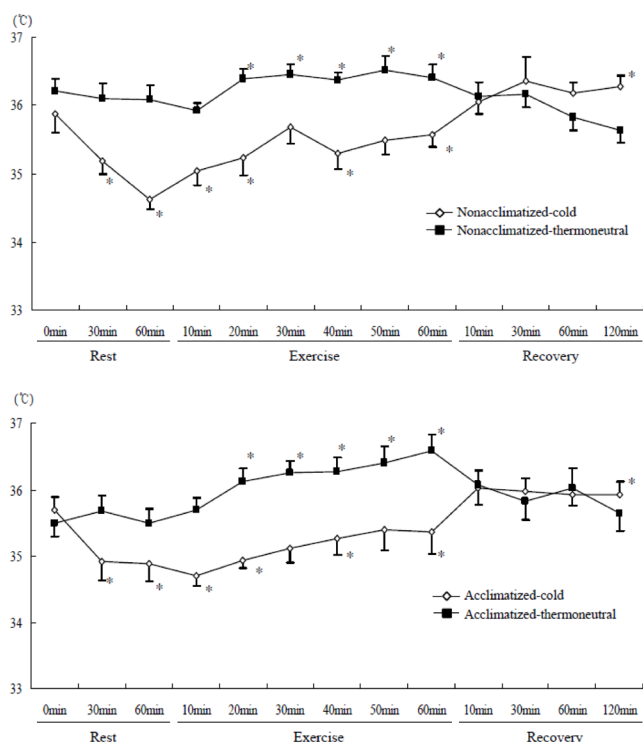 (℃)
37
36
35
34
33
* * * * * *
* * * * * *
Nonacclimatized-cold
Nonacclimatized-thermoneutral
0min 30min 60min 10min 20min 30min 40min 50min 60min 10min 30min 60min 120min
Rest Exercise Recovery
(℃)
37
36
35
34
33
* * * * * *
* * * * * *
Acclimatized-cold
Acclimatized-thermoneutral
0min 30min 60min 10min 20min 30min 40min 50min 60min 10min 30min 60min 120min
Rest Exercise Recovery